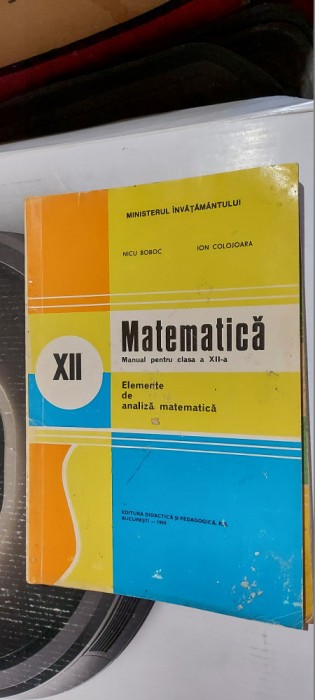 MINISTERUL ÎNVĂȚĂMÂNTULUI
NICU BOBOC ION COLOJOARA
XII
Matematică
Manual pentru clasa a XII-a
Elemente
de
analiză matematică
EDITURA DIDACTICĂ ȘI PEDAGOGICĂ,
BUCUREȘTI —